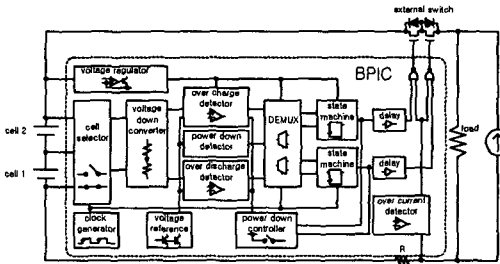 external switch
BPIC
voltage regulator
over charge
detector
DEMUX
state
machine
delay
cell
selector
voltage
down
converter
power down
detector
cell 2
load
cell 1
over discharge
detector
state
machine
delay
over current
detector
clock
generator
voltage
reference
power down
controller
R